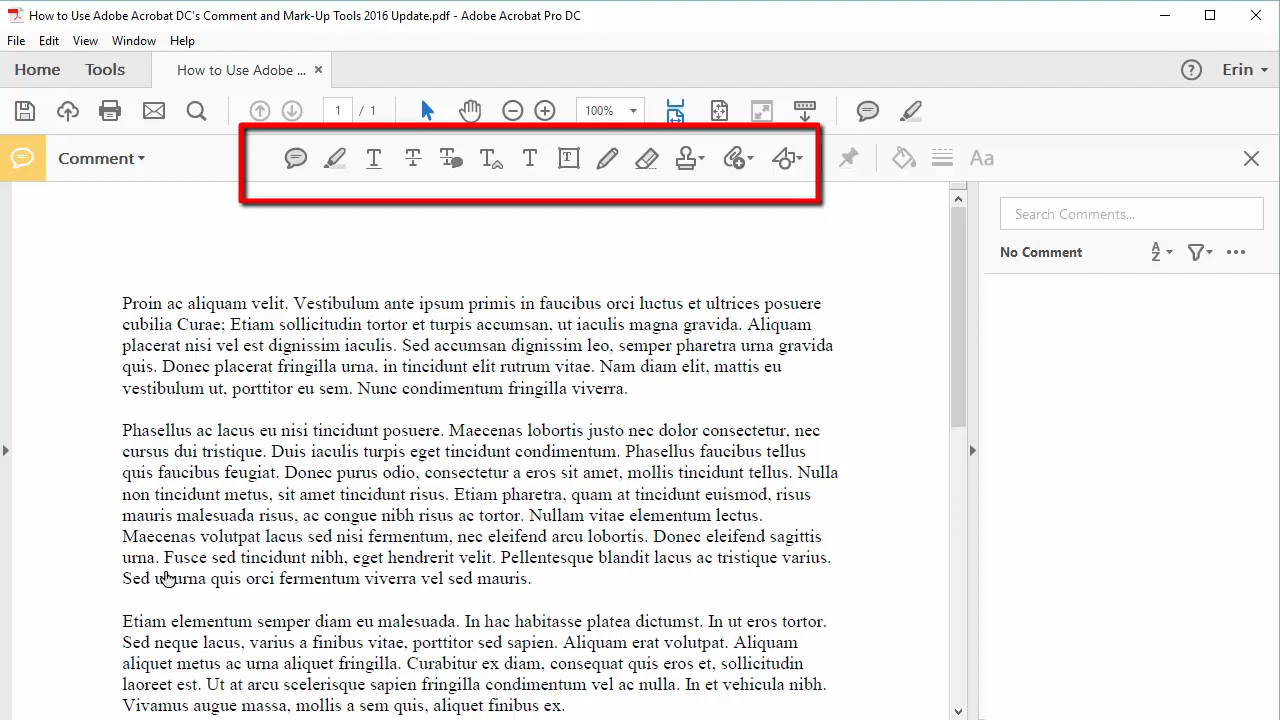 How to Use Adobe Acrobat DC's Comment and Mark-Up Tools 2016 Update.pdf - Adobe Acrobat Pro DC
File Edit View Window Help
Home Tools How to Use Adobe ... Erin
1 / 1 100%
Comment Aa
Search Comments...
No Comment
Proin ac aliquam velit. Vestibulum ante ipsum primis in faucibus orci luctus et ultrices posuere
cubilia Curae; Etiam sollicitudin tortor et turpis accumsan, ut iaculis magna gravida. Aliquam
placerat nisi vel est dignissim iaculis. Sed accumsan dignissim leo, semper pharetra urna gravida
quis. Donec placerat fringilla urna, in tincidunt elit rutrum vitae. Nam diam elit, mattis eu
vestibulum ut, porttitor eu sem. Nunc condimentum fringilla viverra.
Phasellus ac lacus eu nisi tincidunt posuere. Maecenas lobortis justo nec dolor consectetur, nec
cursus dui tristique. Duis iaculis turpis eget tincidunt condimentum. Phasellus faucibus tellus
quis faucibus feugiat. Donec purus odio, consectetur a eros sit amet, mollis tincidunt tellus. Nulla
non tincidunt metus, sit amet tincidunt risus. Etiam pharetra, quam at tincidunt euismod, risus
mauris malesuada risus, ac congue nibh risus ac tortor. Nullam vitae elementum lectus.
Maecenas volutpat lacus sed nisi fermentum, nec eleifend arcu lobortis. Donec eleifend sagittis
urna. Fusce sed tincidunt nibh, eget hendrerit velit. Pellentesque blandit lacus ac tristique varius.
Sed urna quis orci fermentum viverra vel sed mauris.
Etiam elementum semper diam eu malesuada. In hac habitasse platea dictumst. In ut eros tortor.
Sed neque lacus, varius a finibus vitae, porttitor sed sapien. Aliquam erat volutpat. Aliquam
aliquet metus ac urna aliquet fringilla. Curabitur ex diam, consequat quis eros et, sollicitudin
laoreet est. Ut at arcu scelerisque sapien fringilla condimentum vel ac nulla. In et vehicula nibh.
Vivamus augue massa, mollis a sem quis, aliquet finibus ex.